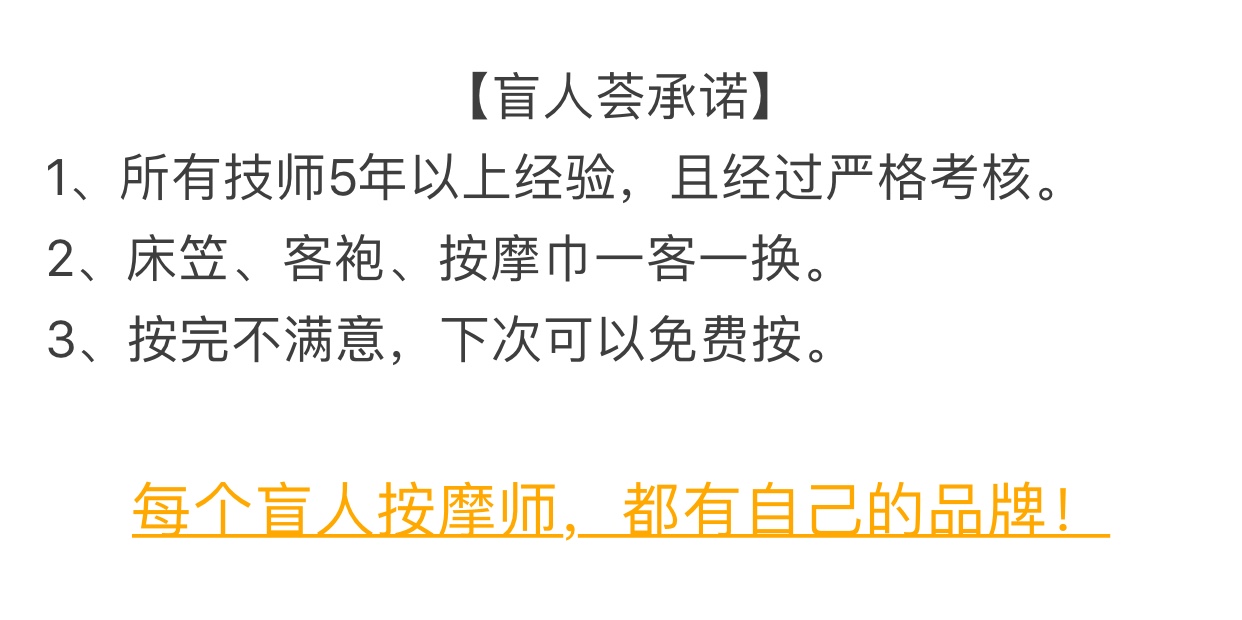 【盲人荟承诺】
1、所有技师5年以上经验，且经过严格考核。
2、床笠、客袍、按摩巾一客一换。
3、按完不满意，下次可以免费按。
每个盲人按摩师，都有自己的品牌！